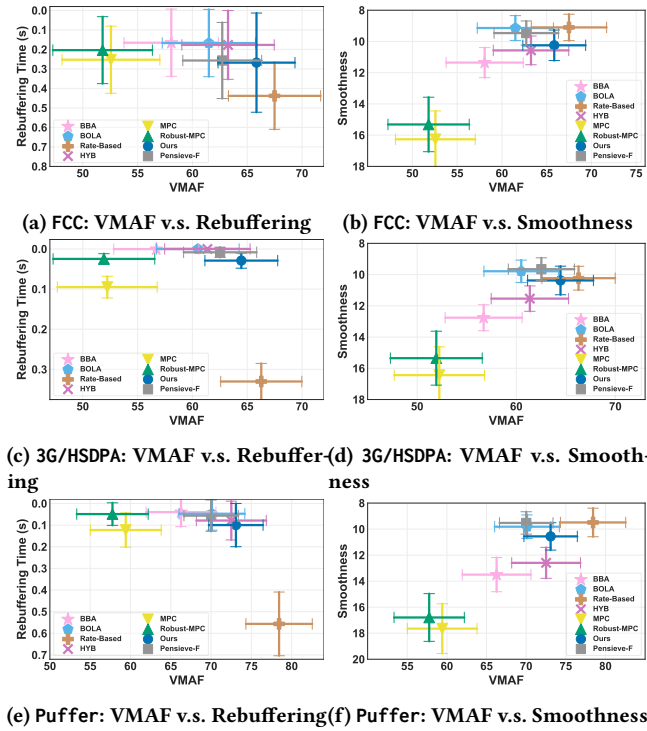 0.0
0.1
0.2
0.3
0.4
0.5
0.6
0.7
0.8
Rebuffering Time (s)
BBA
BOLA
Rate-Based
HYB
MPC
Robust-MPC
Ours
Pensieve-F
50 55 60 65 70
VMAF
(a) FCC: VMAF v.s. Rebuffering
8
10
12
14
16
18
Smoothness
BBA
BOLA
Rate-Based
HYB
MPC
Robust-MPC
Ours
Pensieve-F
45 50 55 60 65 70 75
VMAF
(b) FCC: VMAF v.s. Smoothness
0.0
0.1
0.2
0.3
Rebuffering Time (s)
BBA
BOLA
Rate-Based
HYB
MPC
Robust-MPC
Ours
Pensieve-F
50 55 60 65 70
VMAF
(c) 3G/HSDPA: VMAF v.s. Rebuffer-
ing
8
10
12
14
16
18
Smoothness
BBA
BOLA
Rate-Based
HYB
MPC
Robust-MPC
Ours
Pensieve-F
50 60 70
VMAF
(d) 3G/HSDPA: VMAF v.s. Smooth-
ness
0.0
0.1
0.2
0.3
0.4
0.5
0.6
0.7
Rebuffering Time (s)
BBA
BOLA
Rate-Based
HYB
MPC
Robust-MPC
Ours
Pensieve-F
50 55 60 65 70 75 80
VMAF
(e) Puffer: VMAF v.s. Rebuffering
8
10
12
14
16
18
20
Smoothness
BBA
BOLA
Rate-Based
HYB
MPC
Robust-MPC
Ours
Pensieve-F
55 60 65 70 75 80
VMAF
(f) Puffer: VMAF v.s. Smoothness